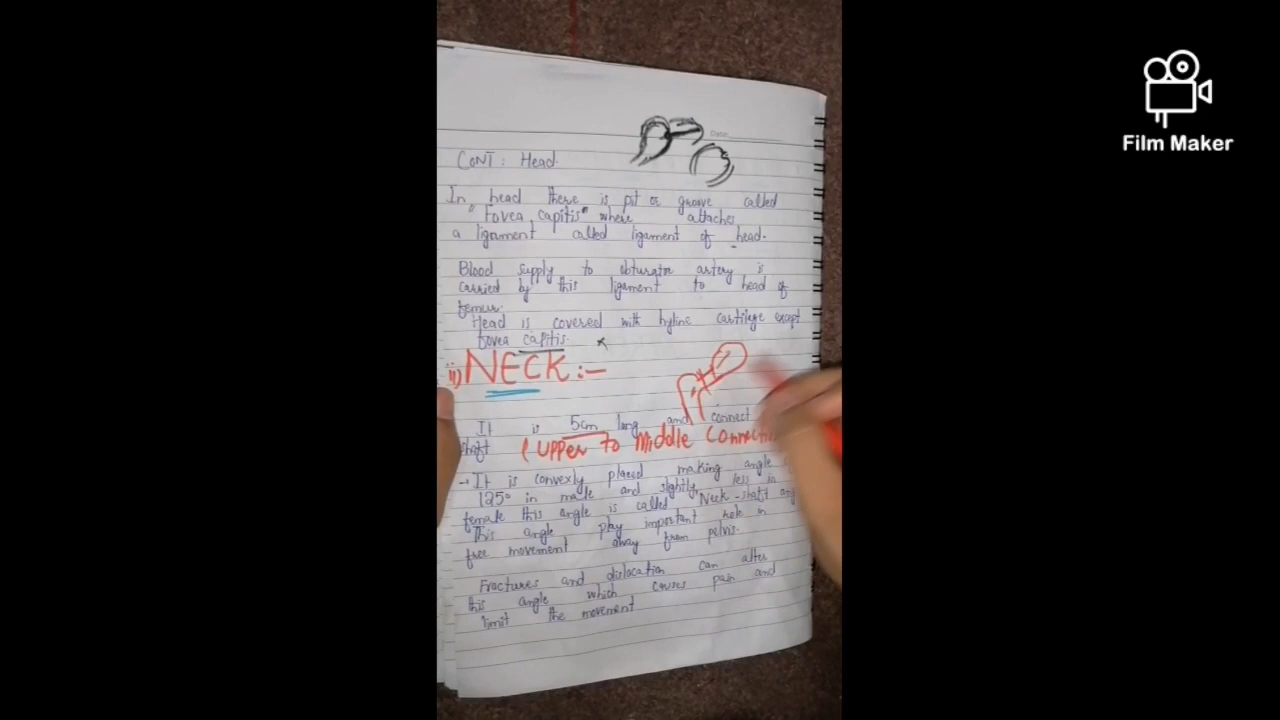 Film Maker
Date:
CONT: Head.
In head there is pit or groove called
"Fovea capitis" where attaches
a ligament called ligament of head.
Blood supply to obturator artery is
carried by this ligament to head of
femur.
Head is covered with hyline cartilege except
fovea capitis.
ii) NECK:-
It is 5cm long and connect
shaft (UPPER to Middle Connecti
→ It is convexly placed making angle
125° in male and slightly less in
female this angle is called "Neck-shaft ang
This angle play important role in
free movement away from pelvis.
Fractures and dislocation can alter
this angle which causes pain and
limit the movement